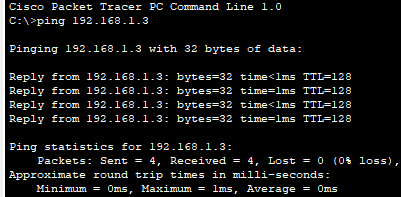 Cisco Packet Tracer PC Command Line 1.0
C:\>ping 192.168.1.3
Pinging 192.168.1.3 with 32 bytes of data:
Reply from 192.168.1.3: bytes=32 time<1ms TTL=128
Reply from 192.168.1.3: bytes=32 time=1ms TTL=128
Reply from 192.168.1.3: bytes=32 time<1ms TTL=128
Reply from 192.168.1.3: bytes=32 time=1ms TTL=128
Ping statistics for 192.168.1.3:
Packets: Sent = 4, Received = 4, Lost = 0 (0% loss),
Approximate round trip times in milli-seconds:
Minimum = 0ms, Maximum = 1ms, Average = 0ms